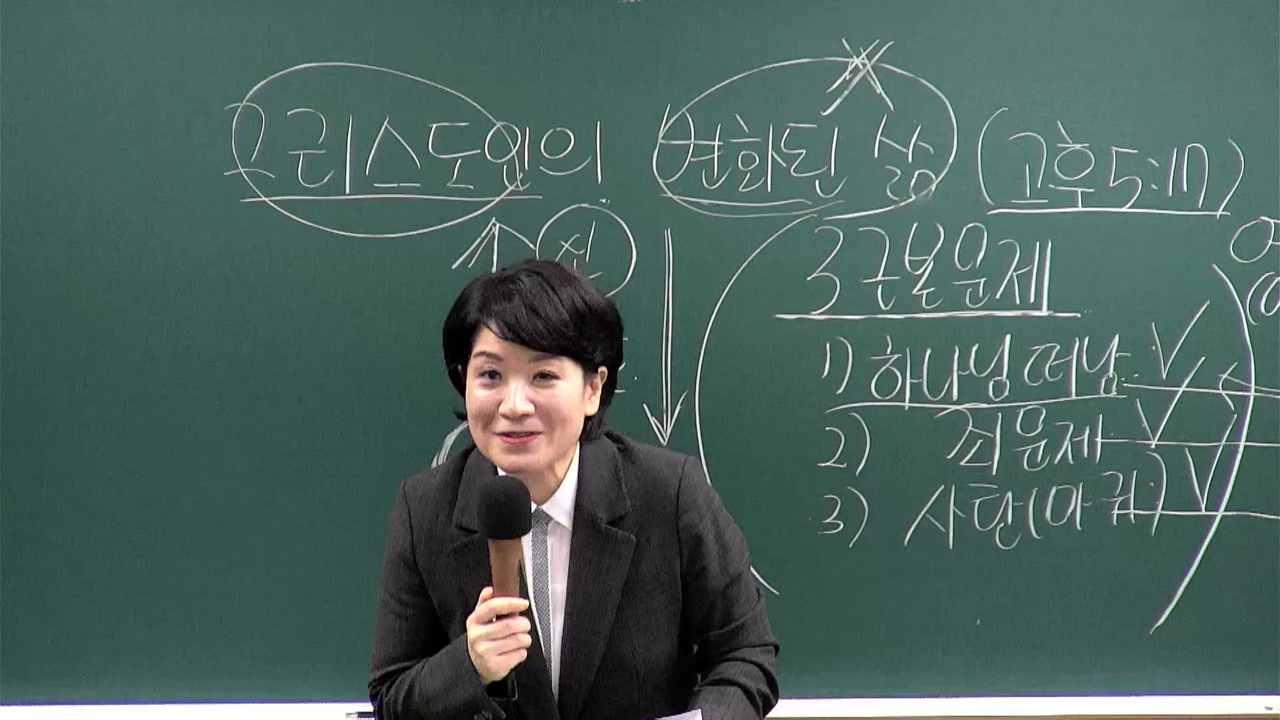 그리스도인의 변화된 삶 (고후5:17)
3 근본문제
1) 하나님 떠남
2) 죄문제
3) 사단(마귀)